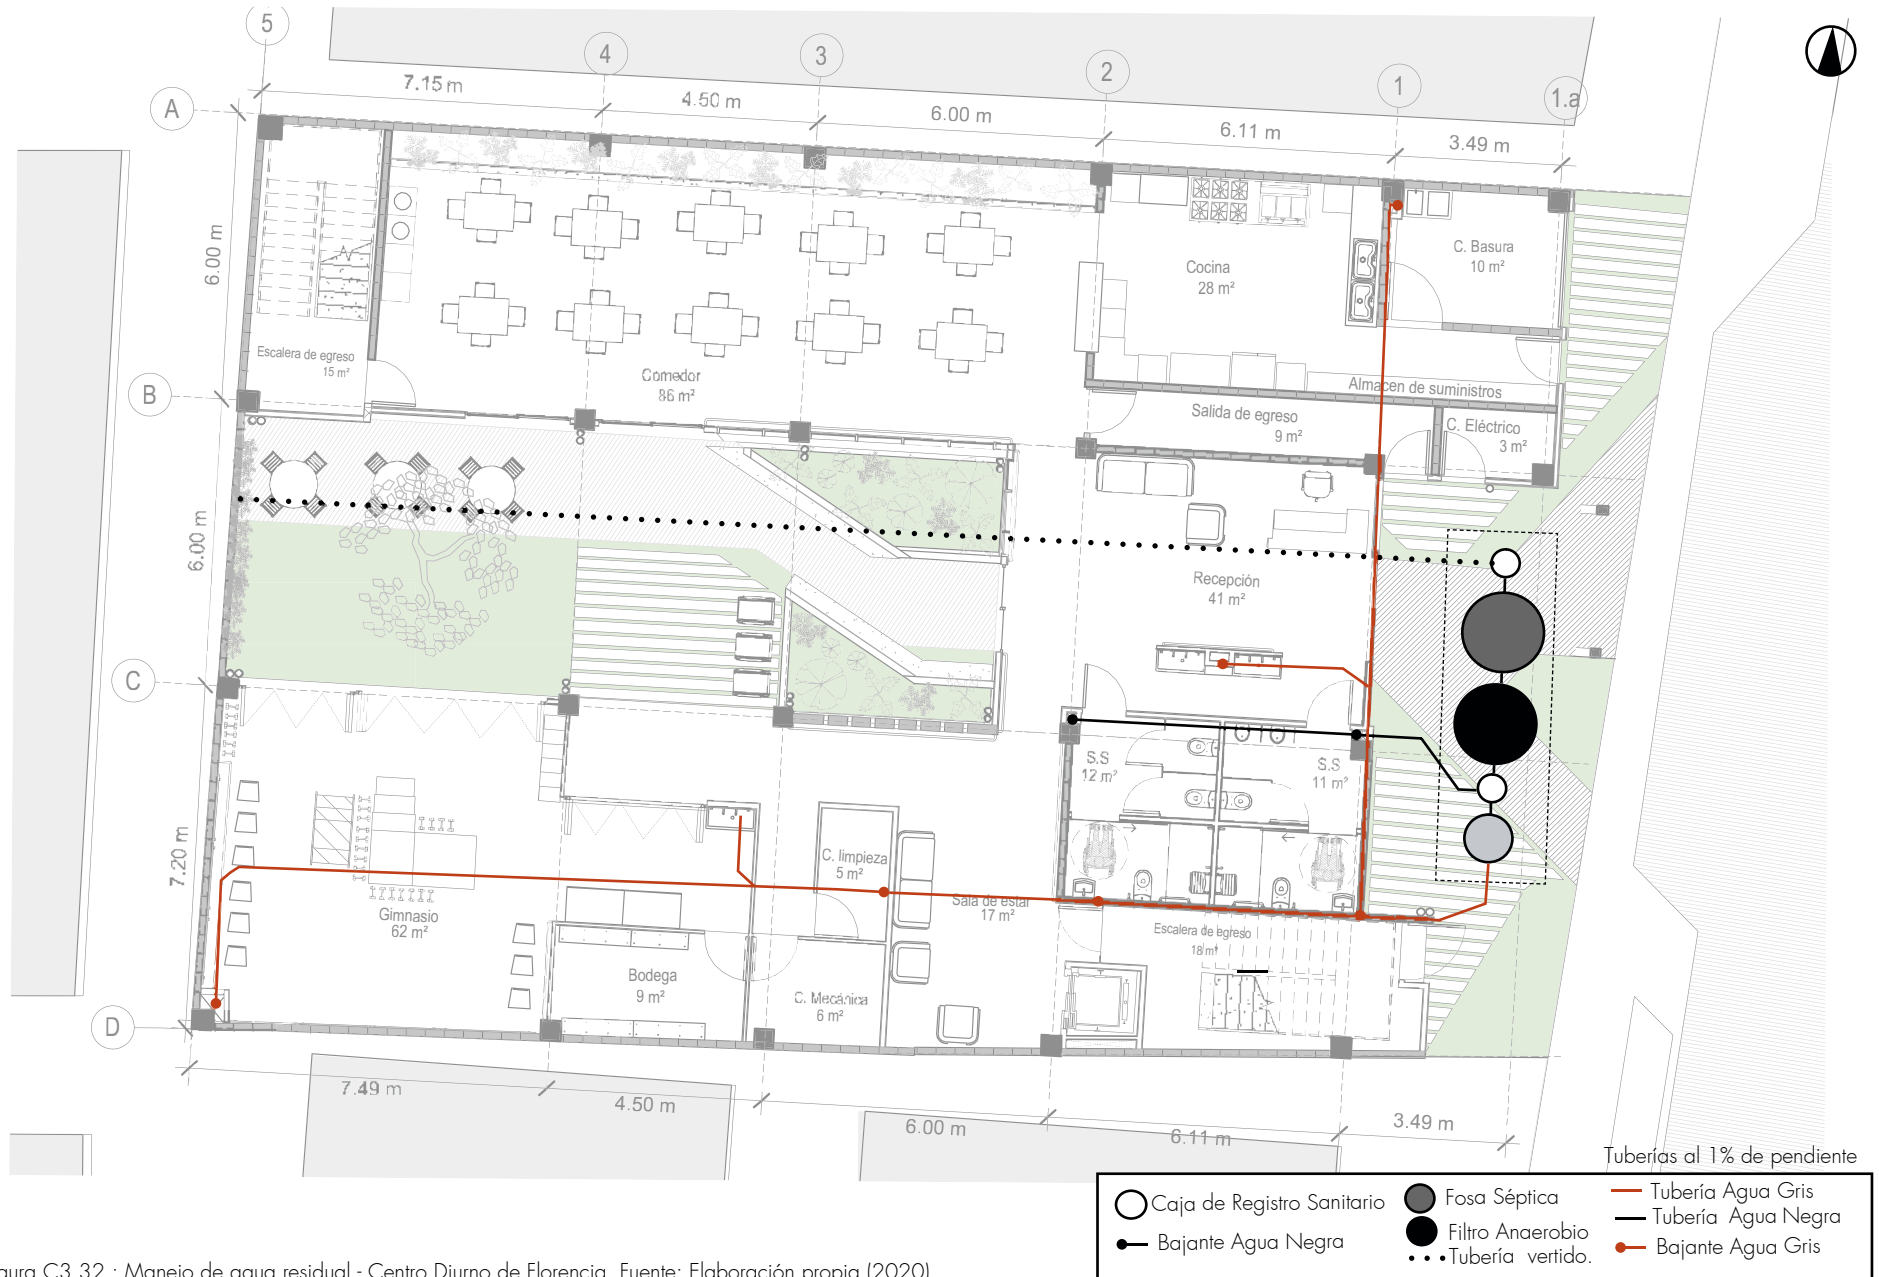 5
4
3
2
1
1.a
7.15 m
4.50 m
6.00 m
6.11 m
3.49 m
A
B
C
D
6.00 m
6.00 m
7.20 m
C. Basura
10 m²
Cocina
28 m²
Escalera de egreso
15 m²
Comedor
86 m²
Almacen de suministros
Salida de egreso
9 m²
C. Eléctrico
3 m²
Recepción
41 m²
S.S
12 m²
S.S
11 m²
C. limpieza
5 m²
Sala de estar
17 m²
Gimnasio
62 m²
Escalera de egreso
18 m²
Bodega
9 m²
C. Mecánica
6 m²
7.49 m
4.50 m
6.00 m
6.11 m
3.49 m
Tuberías al 1% de pendiente
Caja de Registro Sanitario
Bajante Agua Negra
Fosa Séptica
Filtro Anaerobio
Tubería vertido.
Tubería Agua Gris
Tubería Agua Negra
Bajante Agua Gris
gura C3.32.: Manejo de agua residual - Centro Diurno de Florencia. Fuente: Elaboración propia (2020)